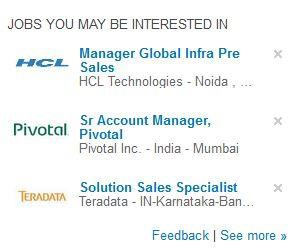 JOBS YOU MAY BE INTERESTED IN
HCL
Manager Global Infra Pre
Sales
HCL Technologies - Noida , ...
Pivotal
Sr Account Manager,
Pivotal
Pivotal Inc. - India - Mumbai
TERADATA
Solution Sales Specialist
Teradata - IN-Karnataka-Ban...
Feedback | See more »